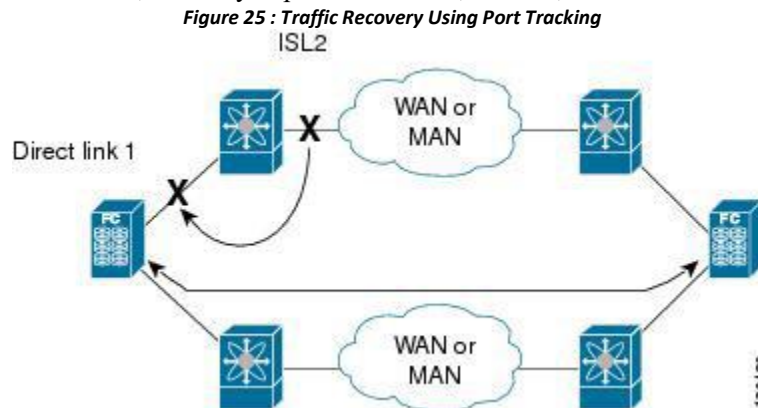 Figure 25 : Traffic Recovery Using Port Tracking
ISL2
WAN or
MAN
Direct link 1
FC
FC
WAN or
MAN